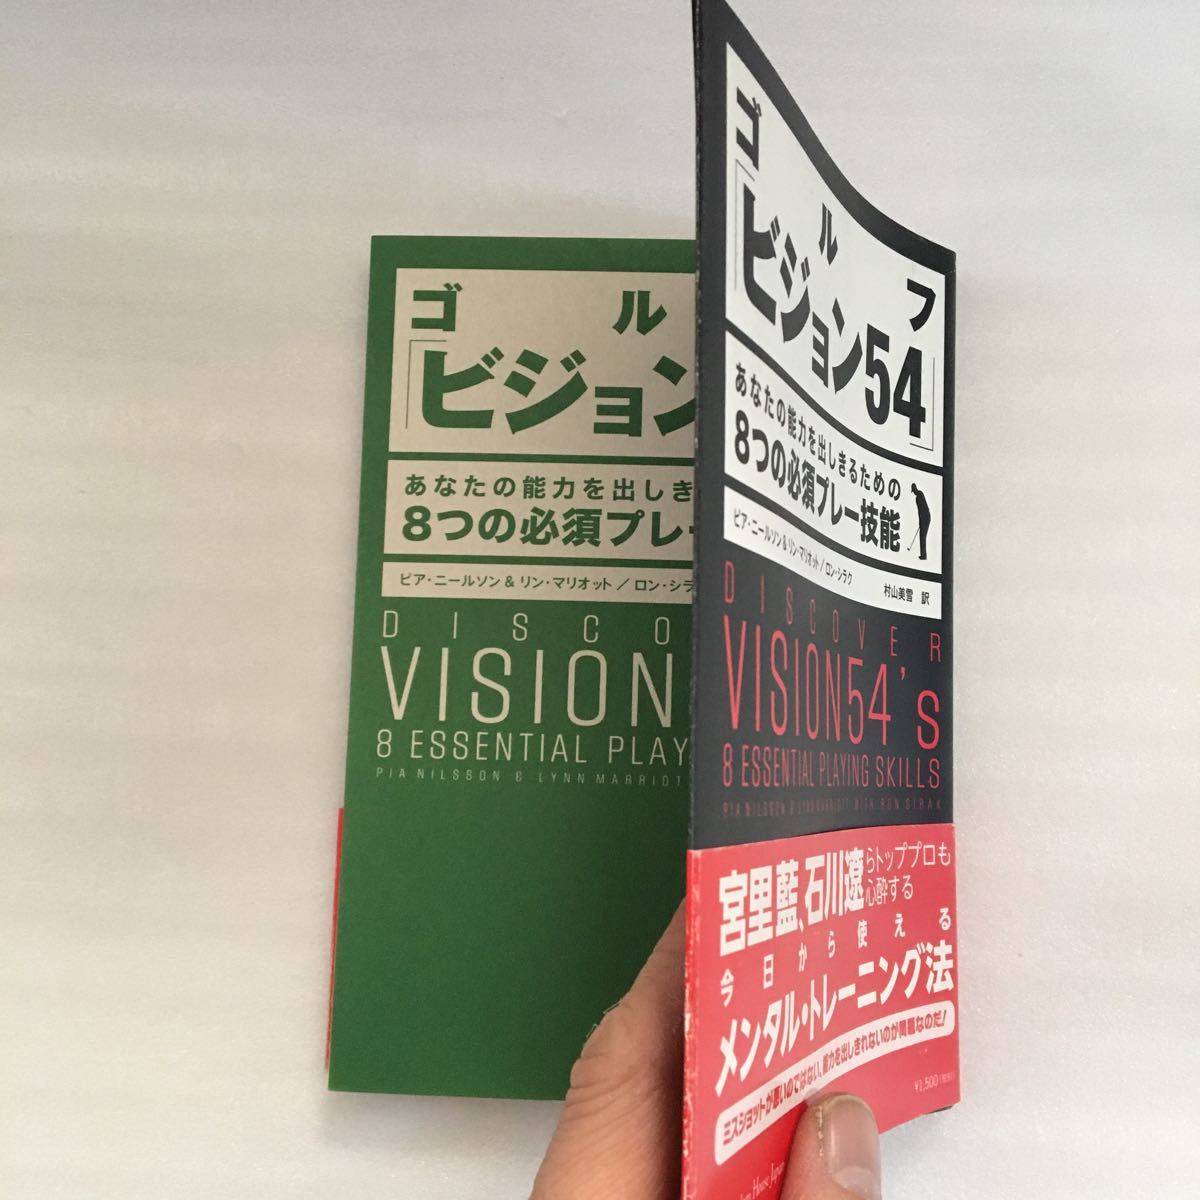 ゴル
「ビジョン
あなたの能力を出しき
8つの必須プレー
ピア・ニールソン&リン・マリオット/ロン・シラ
DISCO
VISION
8 ESSENTIAL PLAY
PIA NILSSON & LYNN MARRIOT
ゴルフ
「ビジョン54」
あなたの能力を出しきるための
8つの必須プレー技能
ピア・ニールソン&リン・マリオット/ロン・シラク 村山美雪 訳
DISCOVER
VISION54'S
8 ESSENTIAL PLAYING SKILLS
PIA NILSSON & LYNN MARRIOTT WITH RON SIRAK
宮里藍、石川遼らトッププロも心酔する
今日から使える
メンタル・トレーニング法
ミスショットが悪いのではない、能力を出しきれないのが問題なのだ!
¥1,500
House Japan